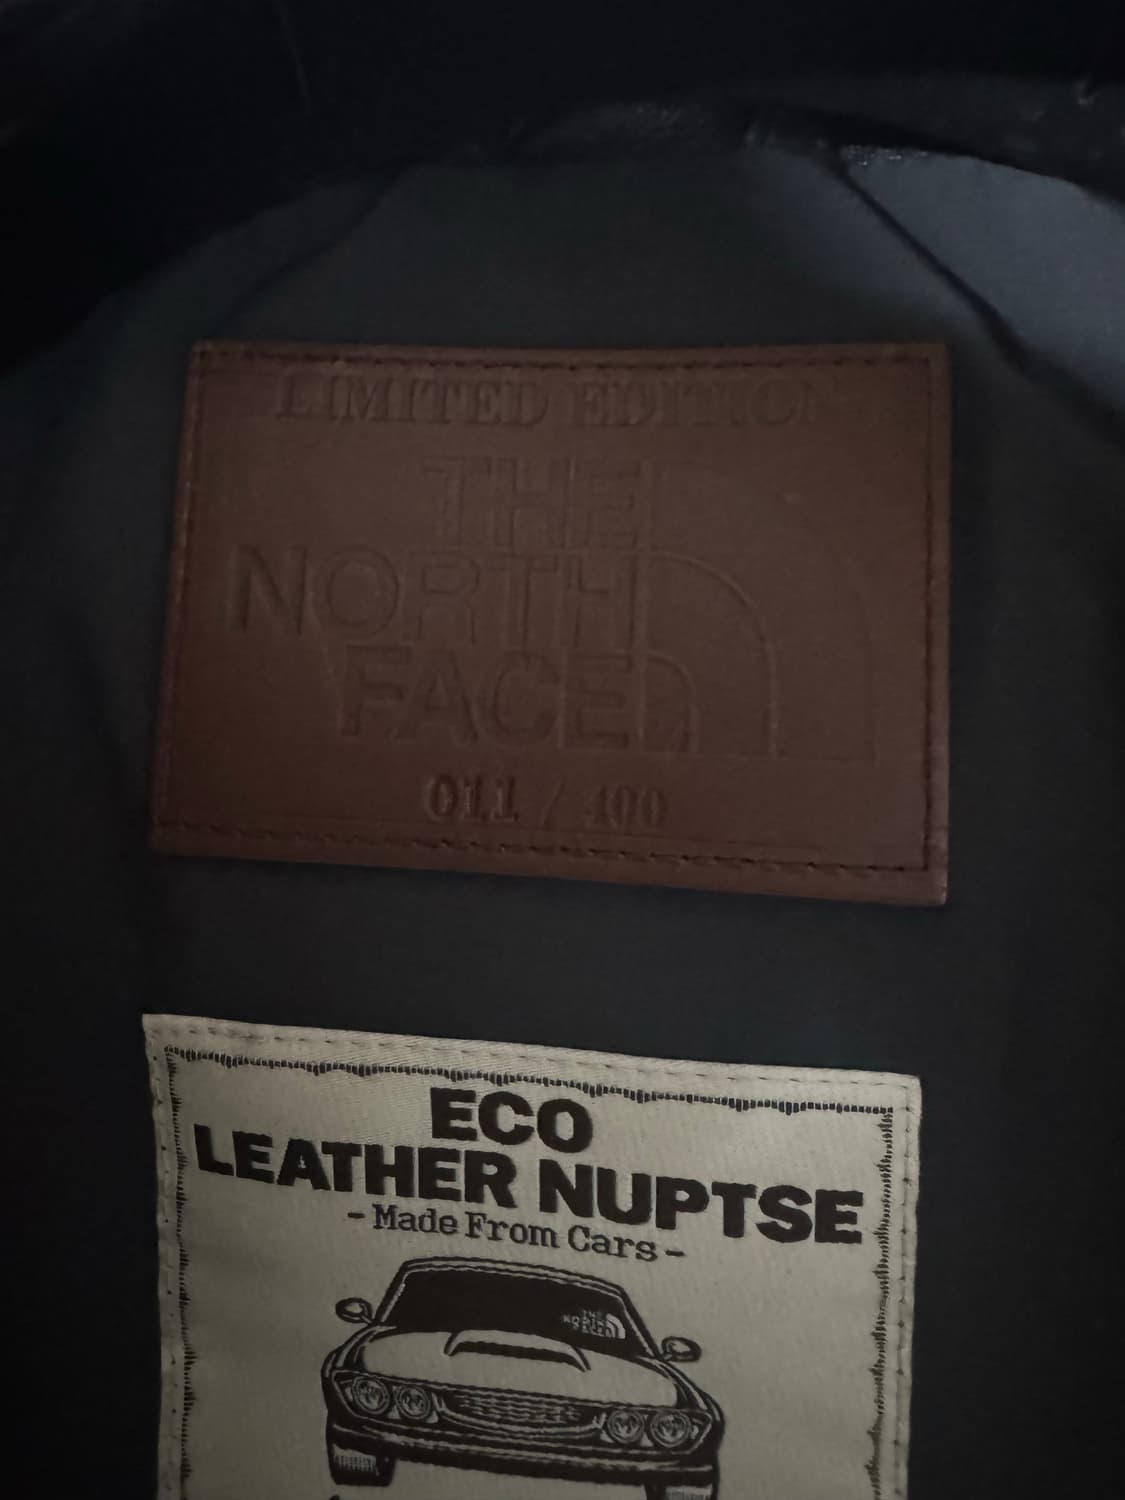 LIMITED EDITION
THE
NORTH
FACE
011 / 400
ECO
LEATHER NUPTSE
- Made From Cars -
THE
NORTH
FACE